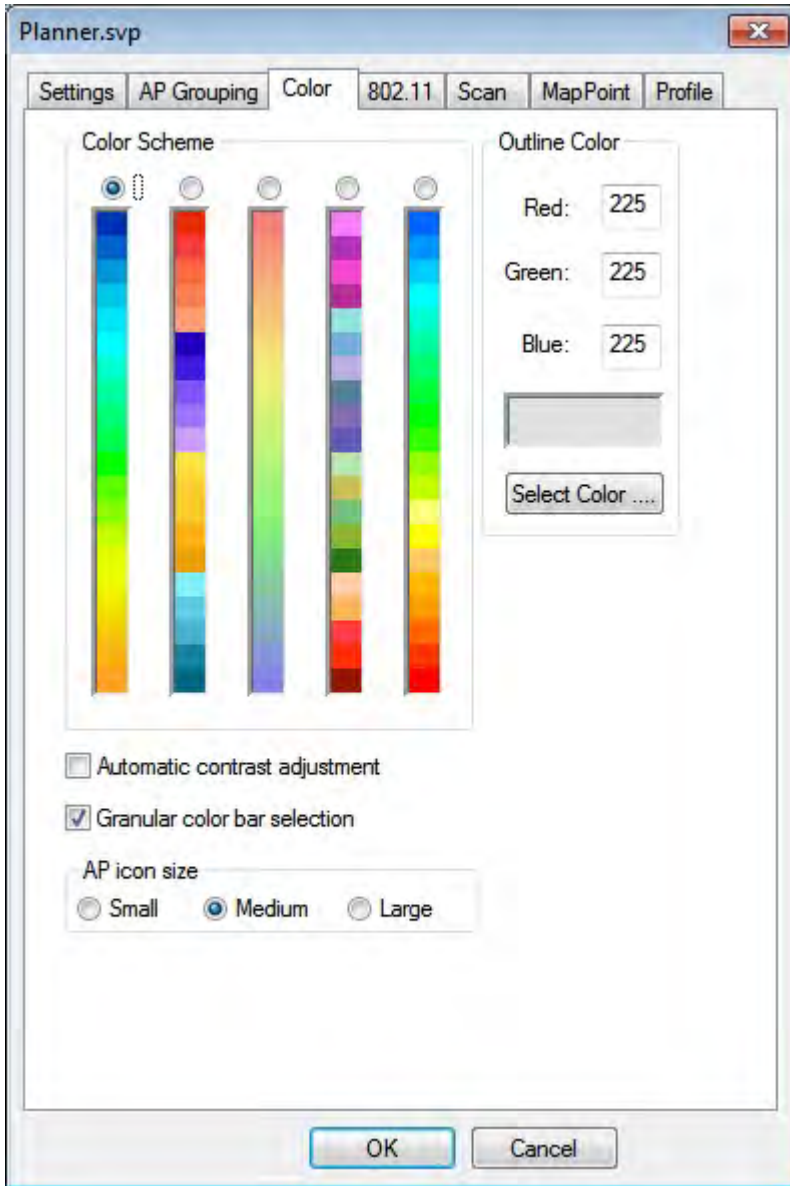 Planner.svp
Settings AP Grouping Color 802.11 Scan MapPoint Profile
Color Scheme
Outline Color
Red: 225
Green: 225
Blue: 225
Select Color ....
Automatic contrast adjustment
Granular color bar selection
AP icon size
Small Medium Large
OK Cancel